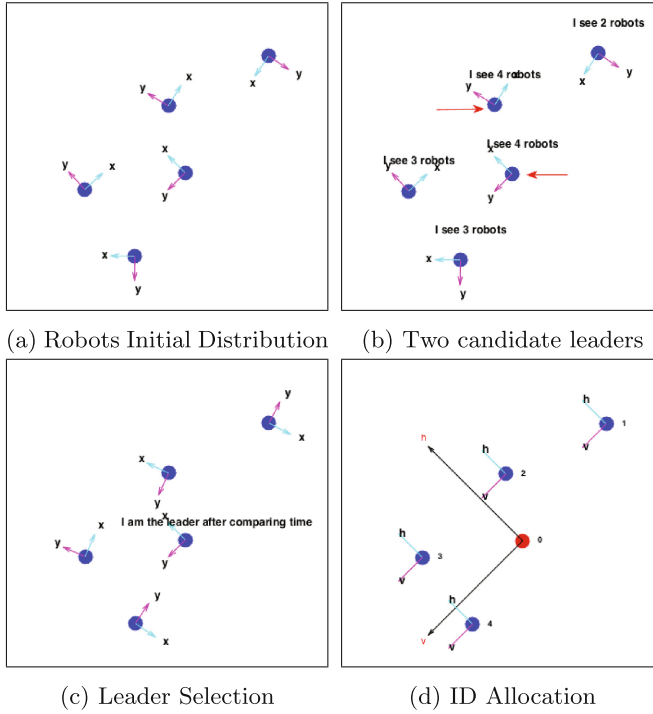 x
y
x
y
x
y
x
y
x
y
(a) Robots Initial Distribution
I see 2 robots
y
x
I see 4 robots
x
y
I see 4 robots
x
y
I see 3 robots
y
x
I see 3 robots
x
y
(b) Two candidate leaders
y
x
x
y
I am the leader after comparing time
x
y
x
y
y
x
(c) Leader Selection
h
1
v
h
h
2
v
0
h
3
v
h
4
v
v
(d) ID Allocation